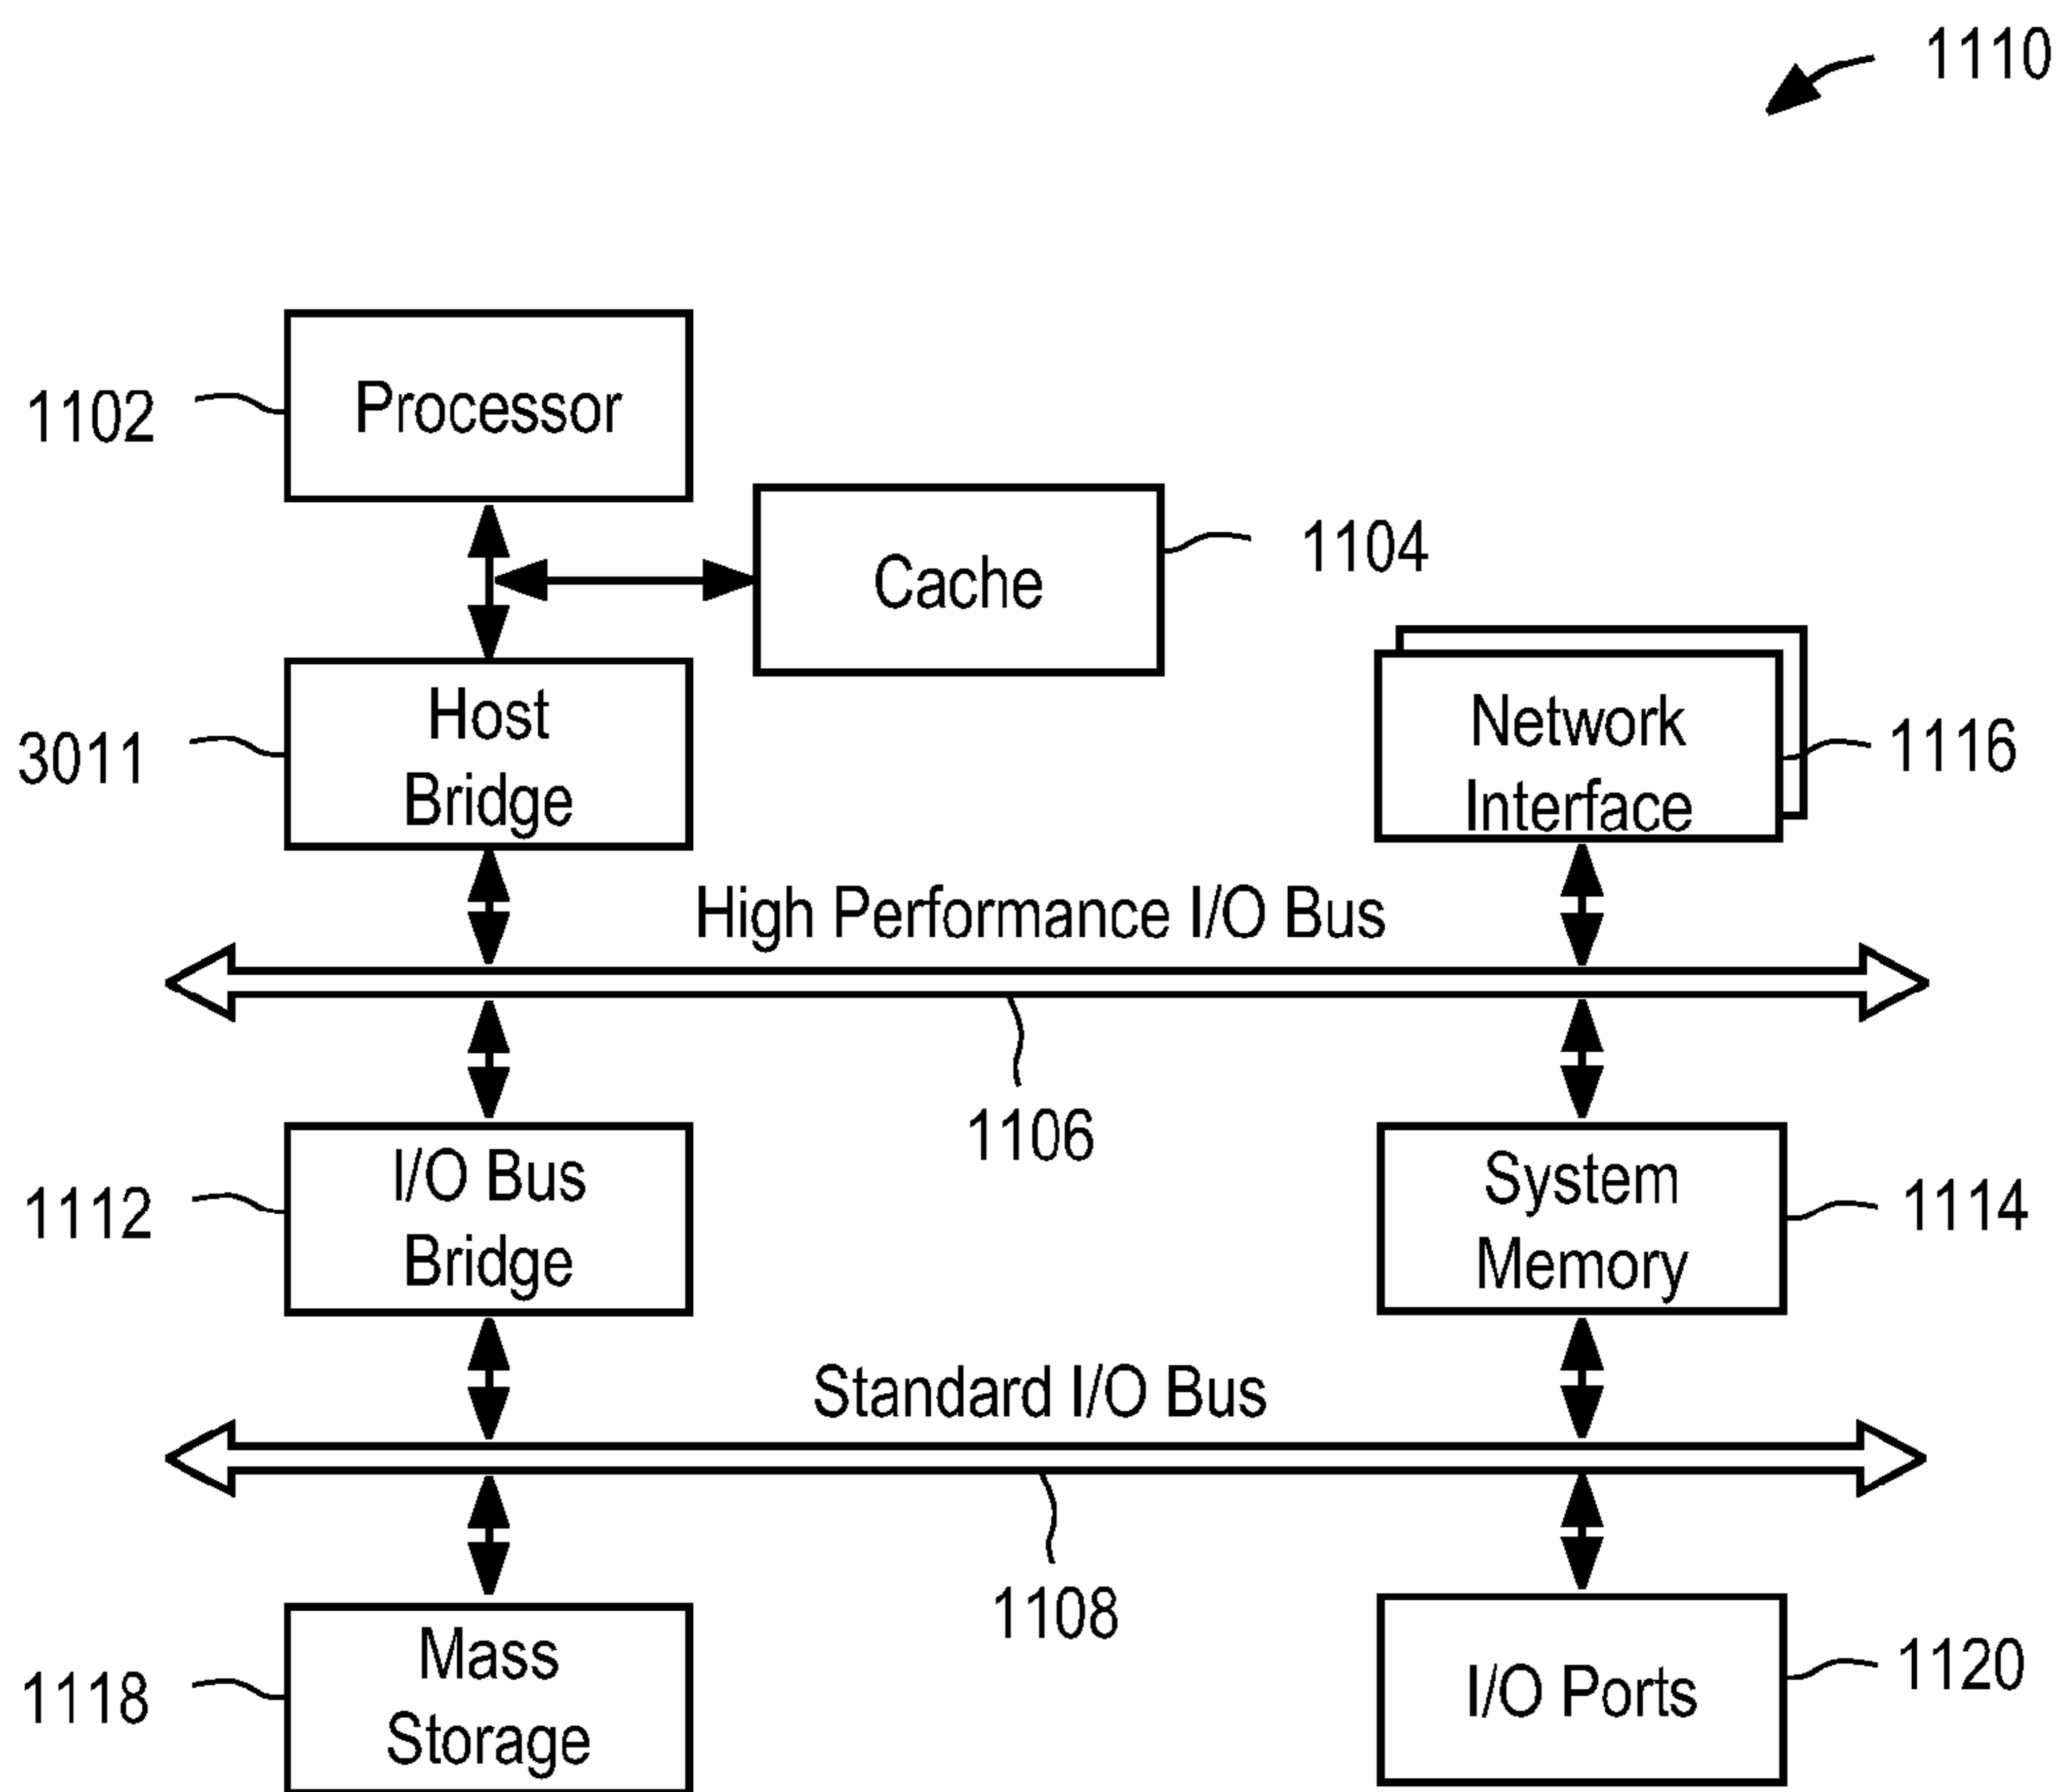 1110
Processor
1102
Cache
1104
Host
Bridge
3011
Network
Interface
1116
High Performance I/O Bus
1106
I/O Bus
Bridge
1112
System
Memory
1114
Standard I/O Bus
1108
Mass
Storage
1118
I/O Ports
1120